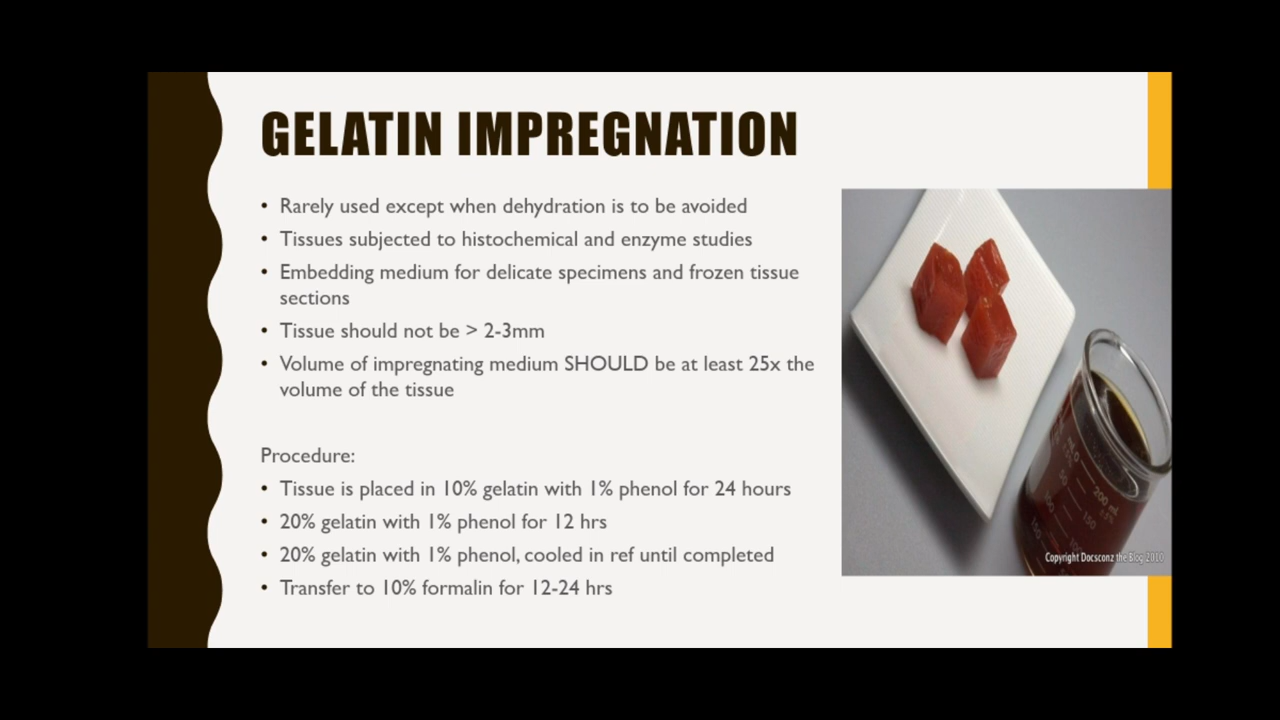 GELATIN IMPREGNATION
• Rarely used except when dehydration is to be avoided
• Tissues subjected to histochemical and enzyme studies
• Embedding medium for delicate specimens and frozen tissue
sections
• Tissue should not be > 2-3mm
• Volume of impregnating medium SHOULD be at least 25x the
volume of the tissue
Procedure:
• Tissue is placed in 10% gelatin with 1% phenol for 24 hours
• 20% gelatin with 1% phenol for 12 hrs
• 20% gelatin with 1% phenol, cooled in ref until completed
• Transfer to 10% formalin for 12-24 hrs
200 mL
150
Copyright Docsconz the Blog 2010